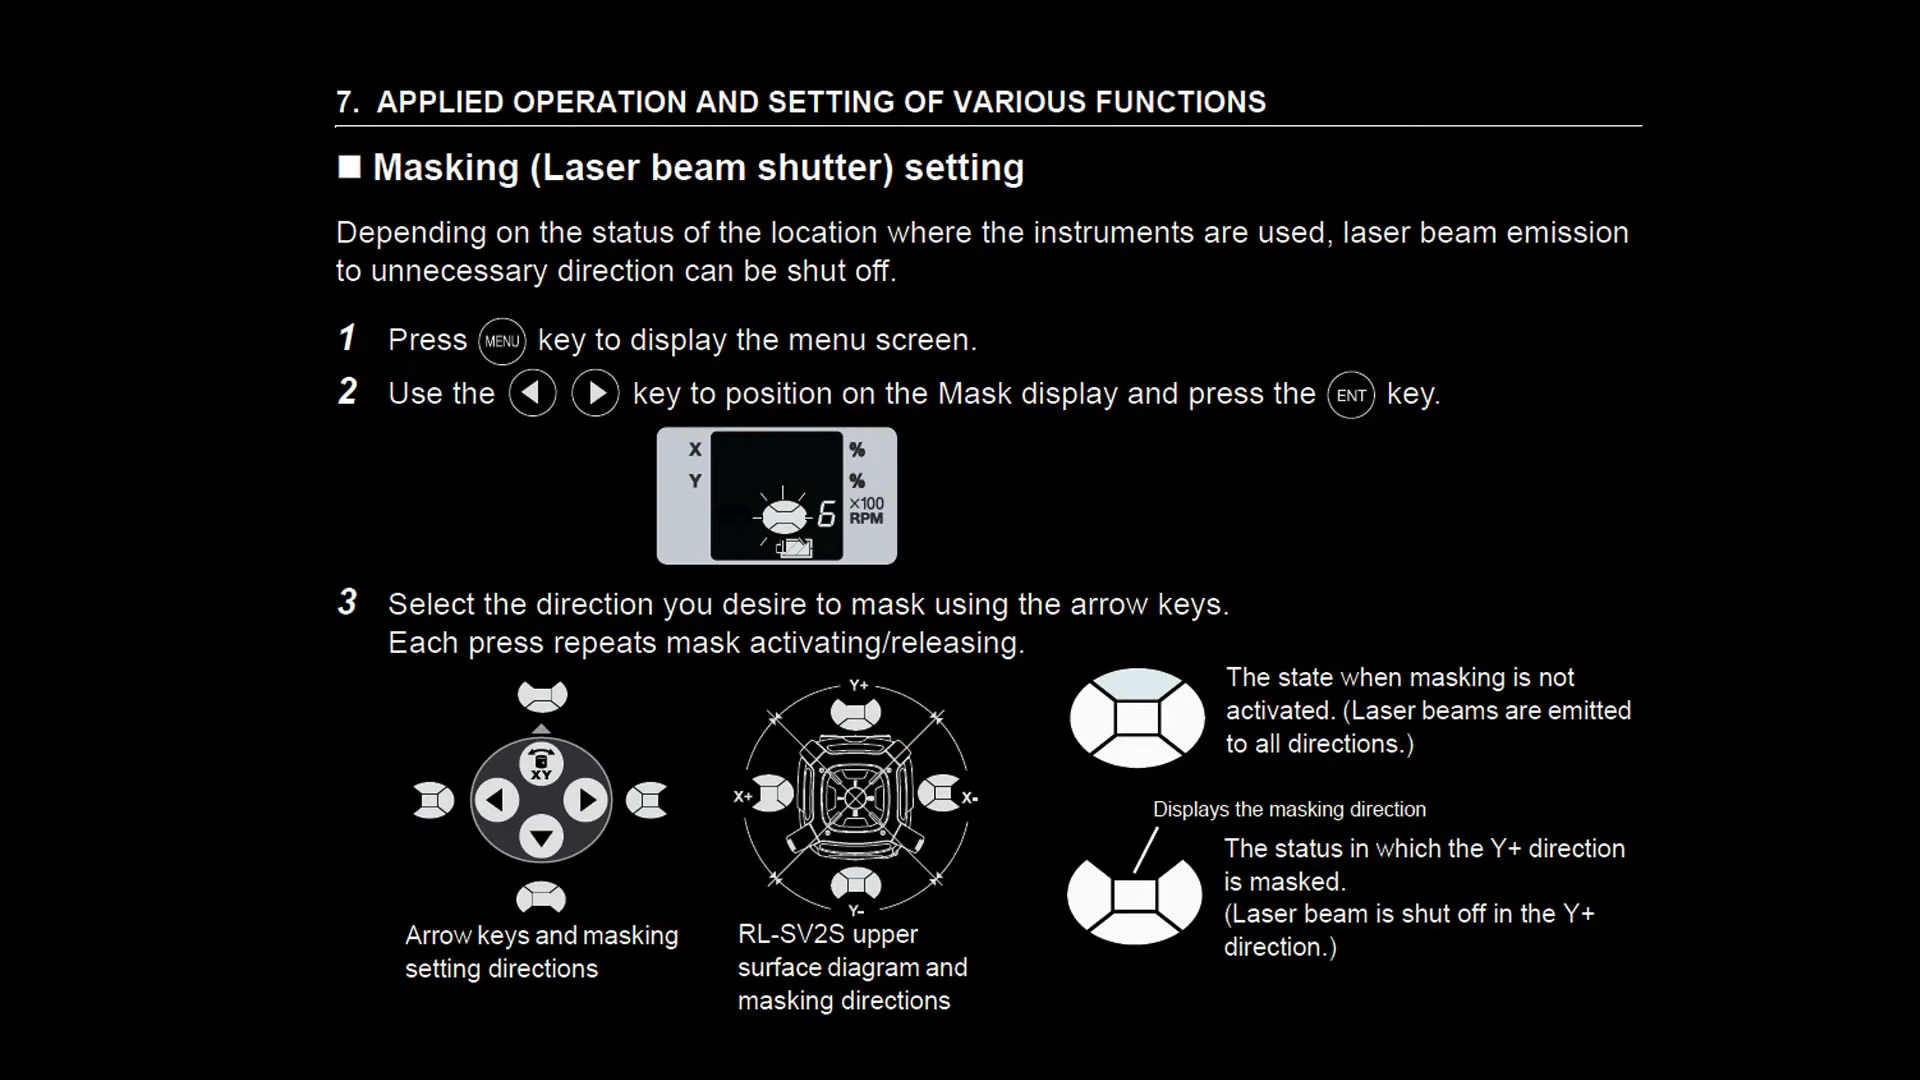 7. APPLIED OPERATION AND SETTING OF VARIOUS FUNCTIONS
Masking (Laser beam shutter) setting
Depending on the status of the location where the instruments are used, laser beam emission
to unnecessary direction can be shut off.
1 Press MENU key to display the menu screen.
2 Use the key to position on the Mask display and press the ENT key.
X %
Y %
6 ×100 RPM
3 Select the direction you desire to mask using the arrow keys.
Each press repeats mask activating/releasing.
XY
Arrow keys and masking
setting directions
Y+
X+ X-
Y-
RL-SV2S upper
surface diagram and
masking directions
The state when masking is not
activated. (Laser beams are emitted
to all directions.)
Displays the masking direction
The status in which the Y+ direction
is masked.
(Laser beam is shut off in the Y+
direction.)